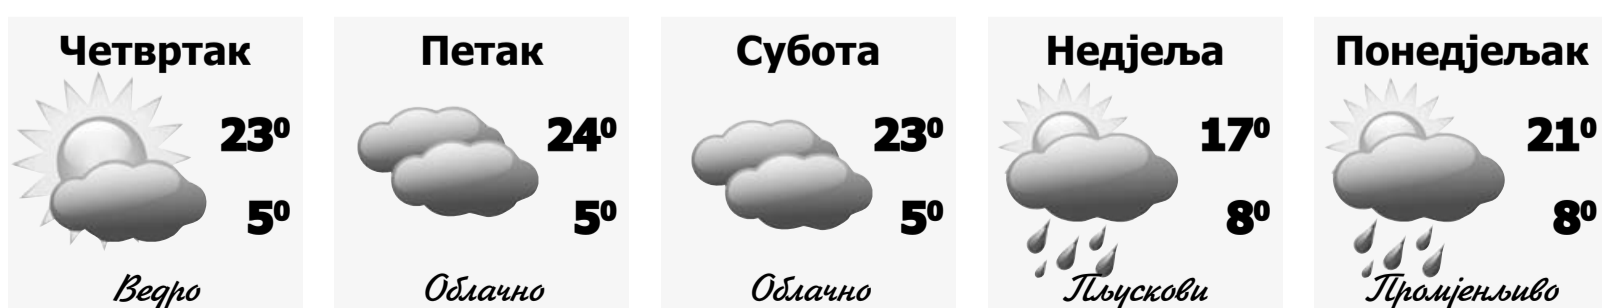 Четвртак
23⁰
5⁰
Ведро
Петак
24⁰
5⁰
Облачно
Субота
23⁰
5⁰
Облачно
Недјеља
17⁰
8⁰
Пљускови
Понедјељак
21⁰
8⁰
Промјенљиво